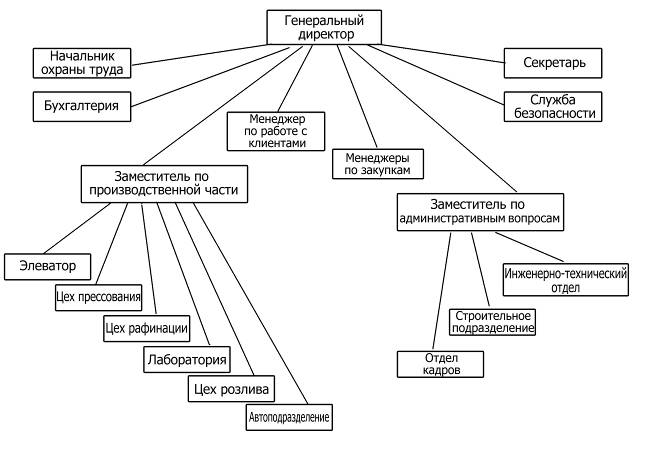 Генеральный
директор
Начальник
охраны труда
Секретарь
Бухгалтерия
Служба
безопасности
Менеджер
по работе с
клиентами
Менеджеры
по закупкам
Заместитель по
производственной части
Заместитель по
административным вопросам
Элеватор
Цех прессования
Цех рафинации
Лаборатория
Цех розлива
Автоподразделение
Инженерно-технический
отдел
Строительное
подразделение
Отдел
кадров